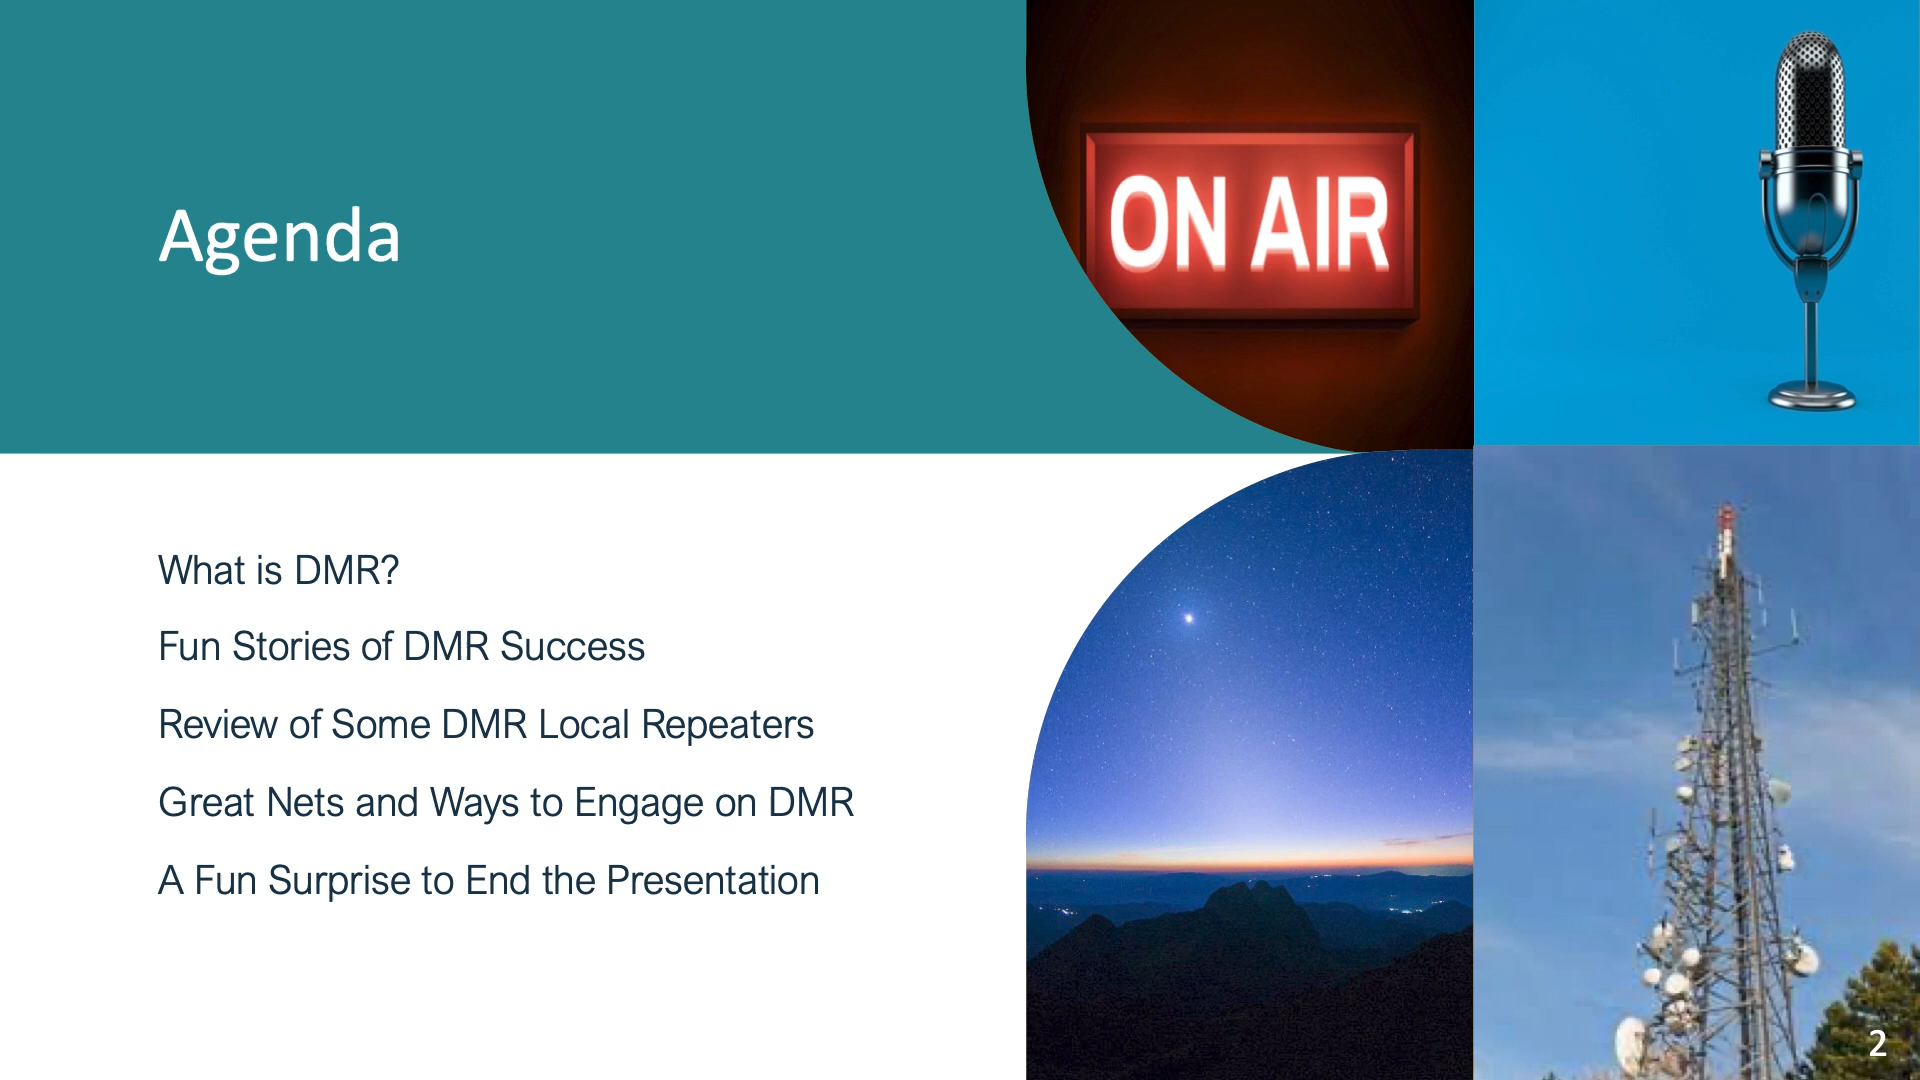 Agenda
ON AIR
What is DMR?
Fun Stories of DMR Success
Review of Some DMR Local Repeaters
Great Nets and Ways to Engage on DMR
A Fun Surprise to End the Presentation
2